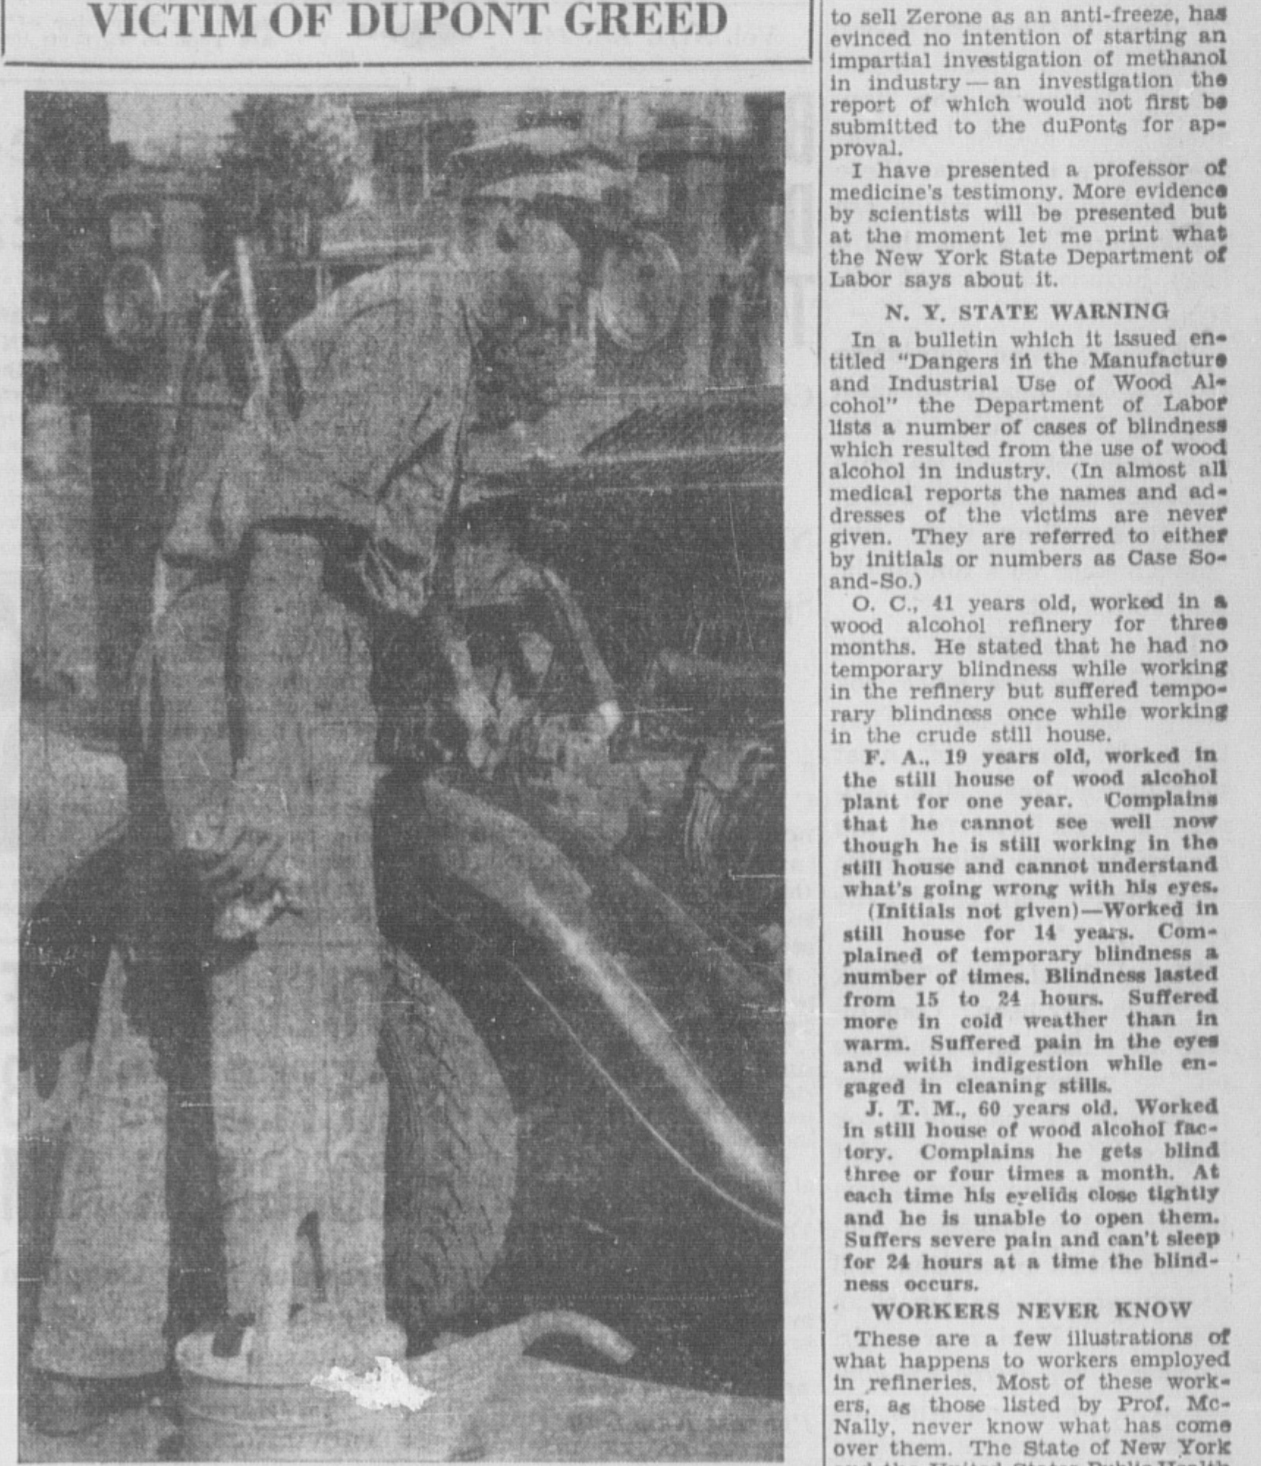 VICTIM OF DUPONT GREED
to sell Zerone as an anti-freeze, has
evinced no intention of starting an
impartial investigation of methanol
in industry — an investigation the
report of which would not first be
submitted to the duPonts for ap-
proval.
I have presented a professor of
medicine's testimony. More evidence
by scientists will be presented but
at the moment let me print what
the New York State Department of
Labor says about it.
N. Y. STATE WARNING
In a bulletin which it issued en-
titled "Dangers in the Manufacture
and Industrial Use of Wood Al-
cohol" the Department of Labor
lists a number of cases of blindness
which resulted from the use of wood
alcohol in industry. (In almost all
medical reports the names and ad-
dresses of the victims are never
given. They are referred to either
by initials or numbers as Case So-
and-So.)
O. C., 41 years old, worked in a
wood alcohol refinery for three
months. He stated that he had no
temporary blindness while working
in the refinery but suffered tempo-
rary blindness once while working
in the crude still house.
F. A., 19 years old, worked in
the still house of wood alcohol
plant for one year. Complains
that he cannot see well now
though he is still working in the
still house and cannot understand
what's going wrong with his eyes.
(Initials not given)—Worked in
still house for 14 years. Com-
plained of temporary blindness a
number of times. Blindness lasted
from 15 to 24 hours. Suffered
more in cold weather than in
warm. Suffered pain in the eyes
and with indigestion while en-
gaged in cleaning stills.
J. T. M., 60 years old. Worked
in still house of wood alcohol fac-
tory. Complains he gets blind
three or four times a month. At
each time his eyelids close tightly
and he is unable to open them.
Suffers severe pain and can't sleep
for 24 hours at a time the blind-
ness occurs.
WORKERS NEVER KNOW
These are a few illustrations of
what happens to workers employed
in refineries. Most of these work-
ers, as those listed by Prof. Mc-
Nally, never know what has come
over them. The State of New York